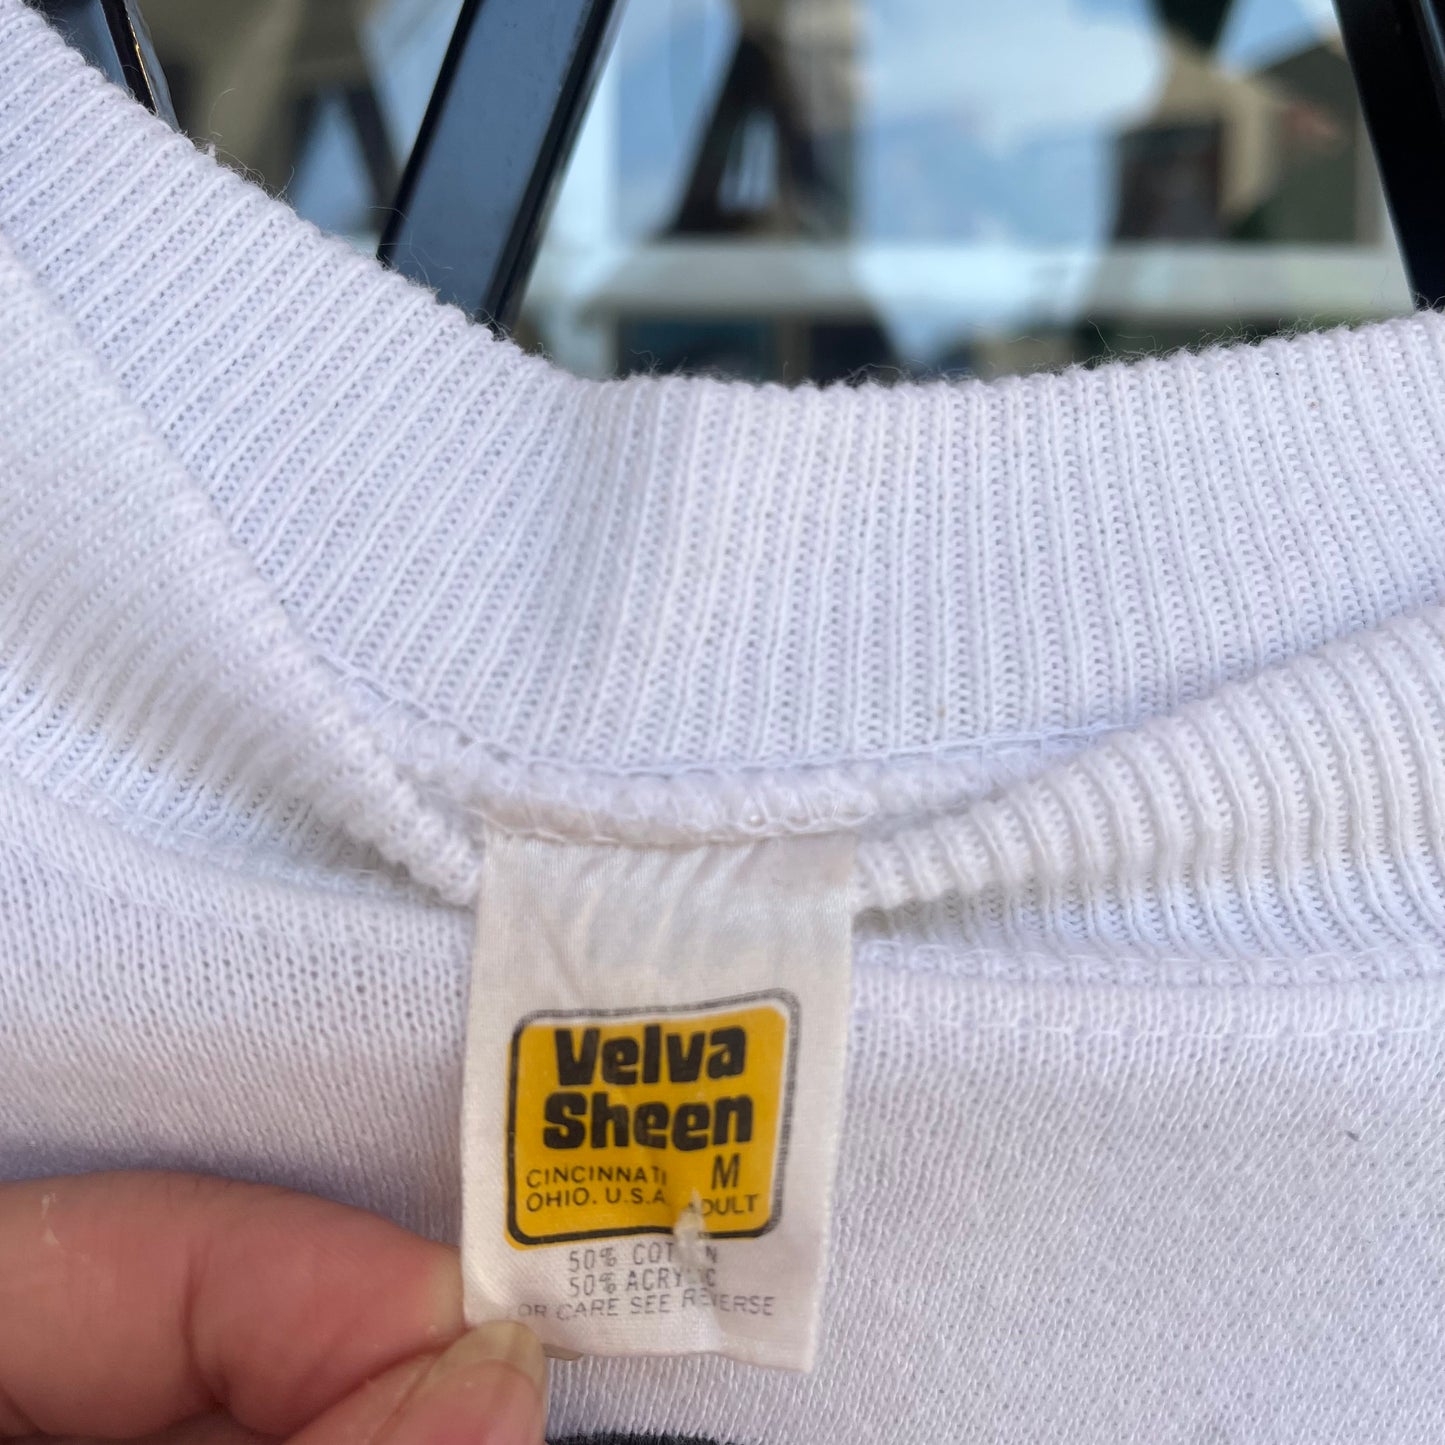 Velva
Sheen
CINCINNATI M
OHIO. U.S.A. ADULT
50% COTTON
50% ACRYLIC
OR CARE SEE REVERSE